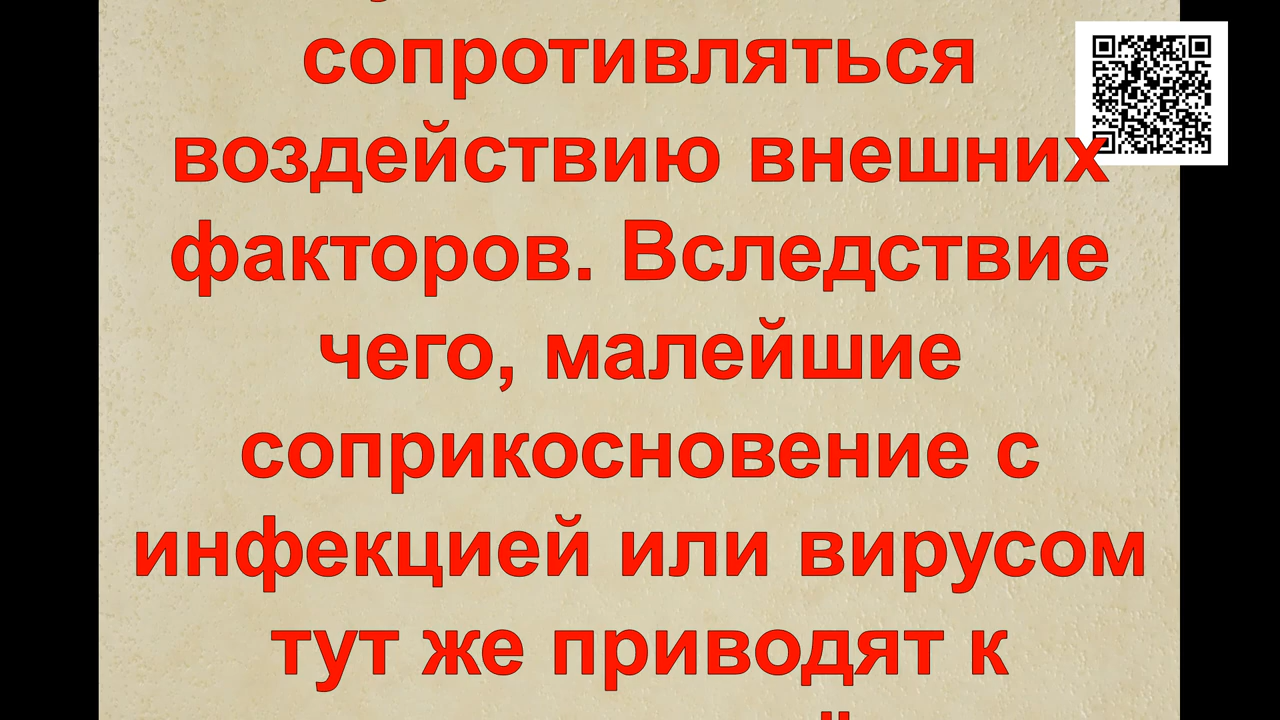 сопротивляться
воздействию внешних
факторов. Вследствие
чего, малейшие
соприкосновение с
инфекцией или вирусом
тут же приводят к